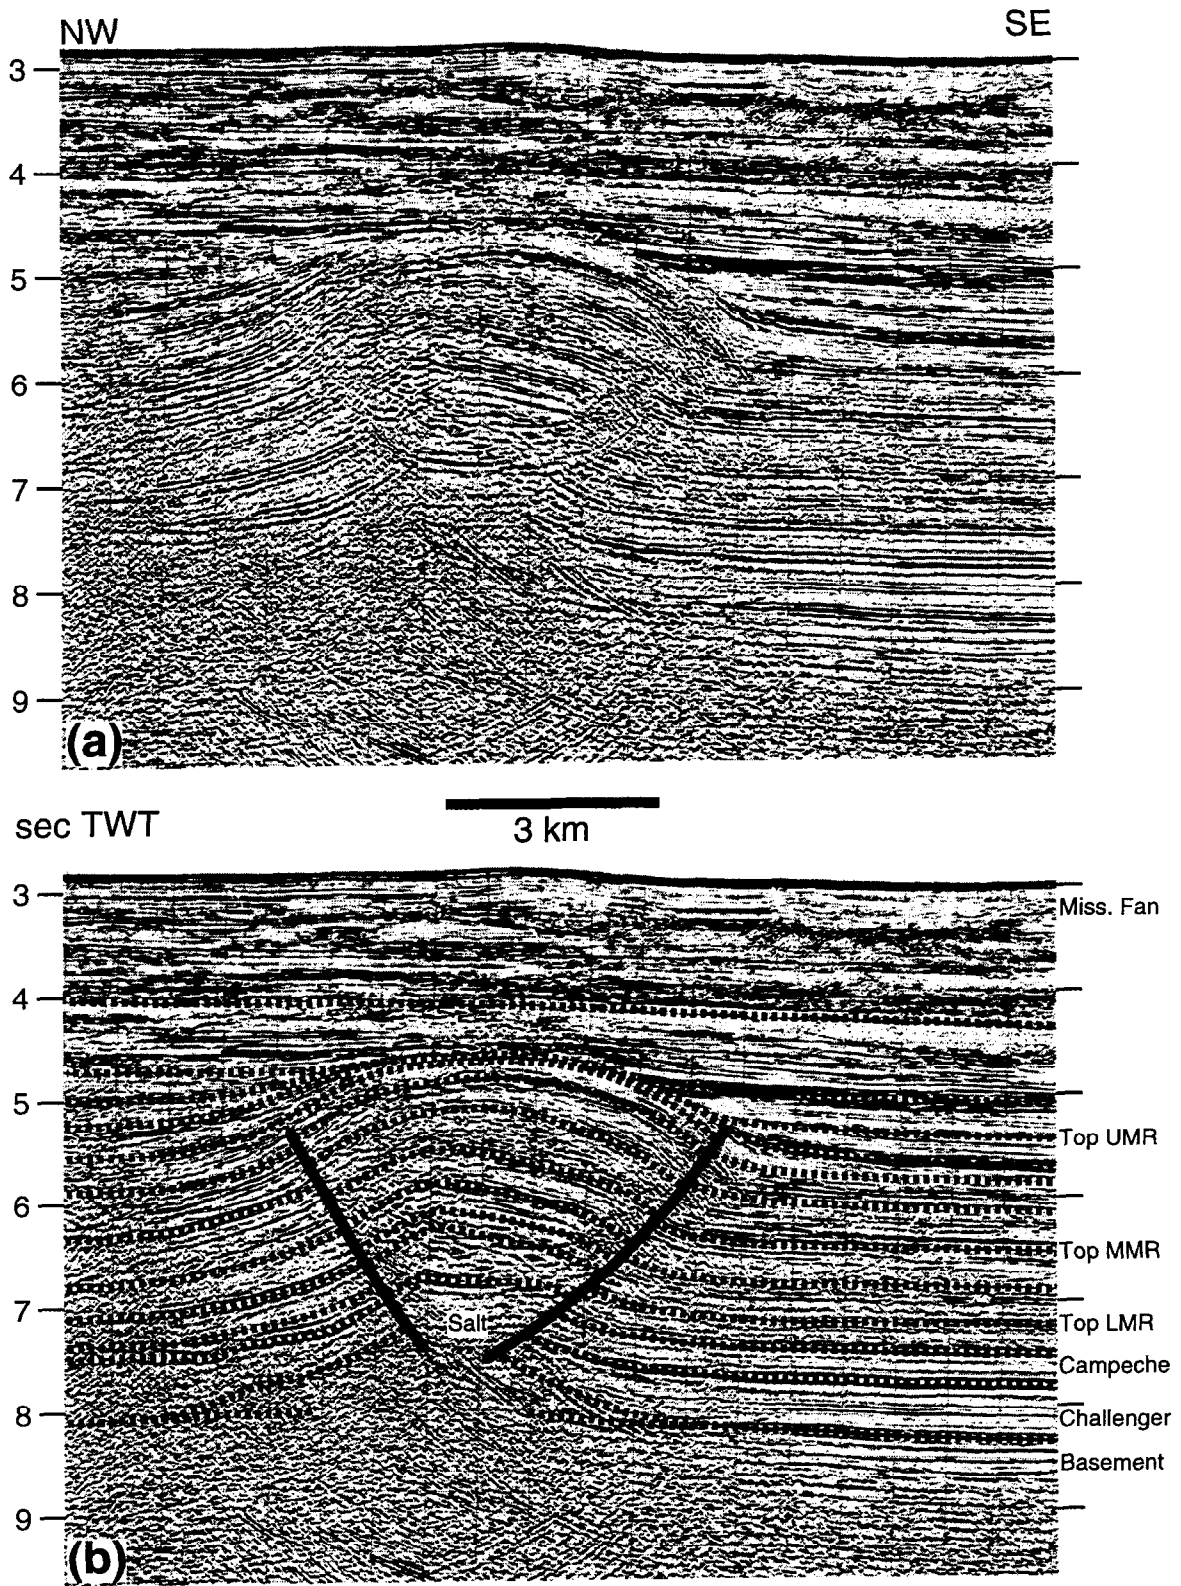 NW
SE
3
4
5
6
7
8
9
(a)
sec TWT
3 km
3
4
5
6
7
8
9
Miss. Fan
Top UMR
Top MMR
Top LMR
Campeche
Challenger
Basement
Salt
(b)